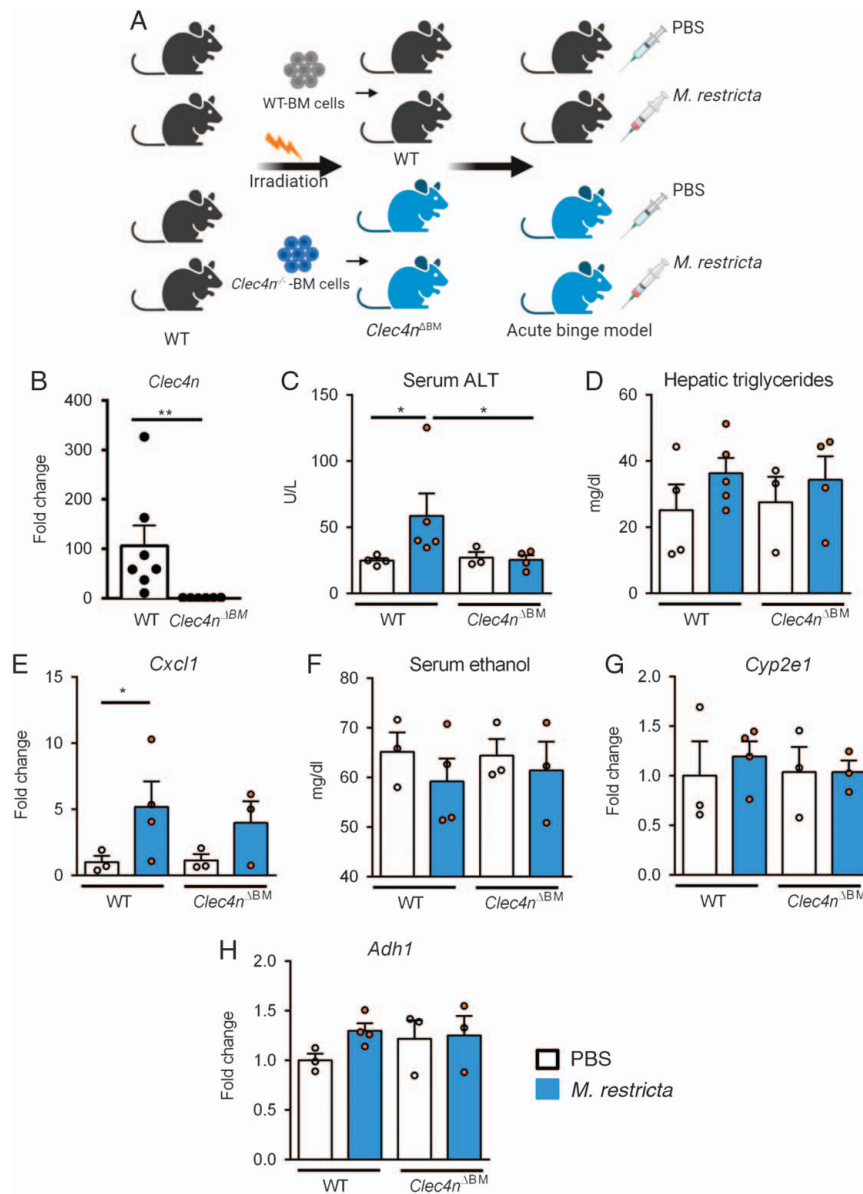 A
PBS
WT-BM cells
M. restricta
WT
Irradiation
PBS
Clec4n-/- -BM cells
M. restricta
WT
Clec4nΔBM
Acute binge model
B
Clec4n
**
Fold change
400
300
200
100
0
WT
Clec4nΔBM
C
Serum ALT
*
*
U/L
150
100
50
0
WT
Clec4nΔBM
D
Hepatic triglycerides
mg/dl
60
40
20
0
WT
Clec4nΔBM
E
Cxcl1
*
Fold change
15
10
5
0
WT
Clec4nΔBM
F
Serum ethanol
mg/dl
80
70
60
50
40
WT
Clec4nΔBM
G
Cyp2e1
Fold change
2.0
1.5
1.0
0.5
0.0
WT
Clec4nΔBM
H
Adh1
Fold change
2.0
1.5
1.0
0.5
0.0
WT
Clec4nΔBM
PBS
M. restricta